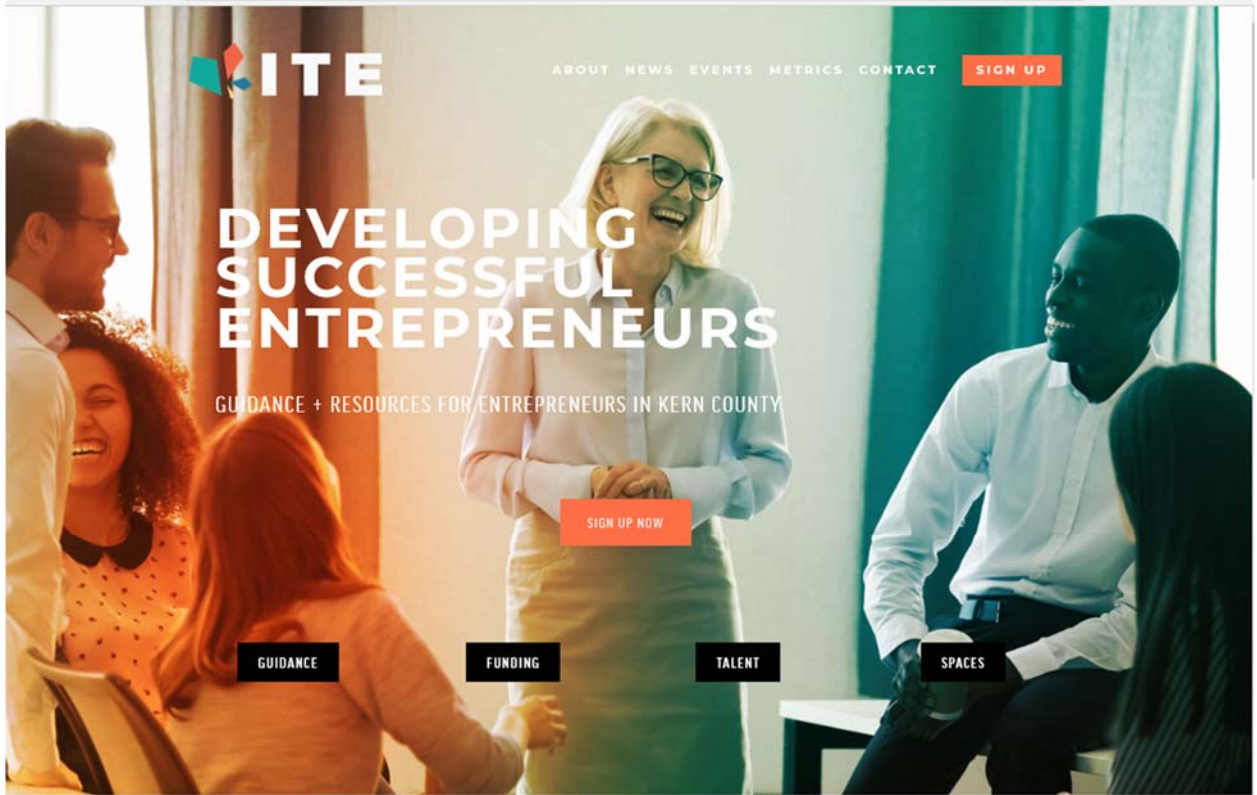 KITE
ABOUT NEWS EVENTS METRICS CONTACT SIGN UP
DEVELOPING
SUCCESSFUL
ENTREPRENEURS
GUIDANCE + RESOURCES FOR ENTREPRENEURS IN KERN COUNTY
SIGN UP NOW
GUIDANCE FUNDING TALENT SPACES